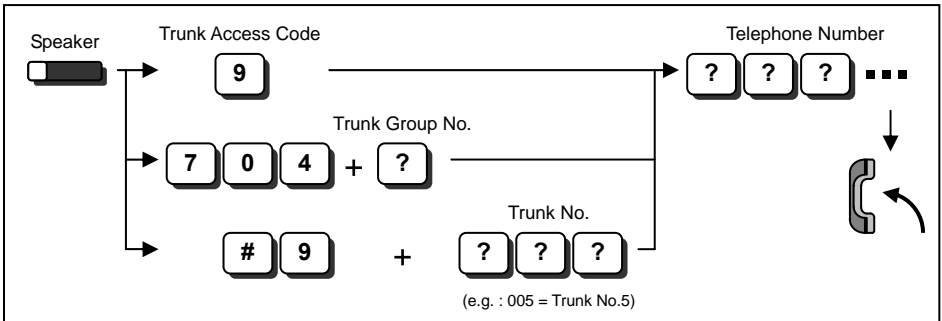 Speaker
Trunk Access Code
9
Telephone Number
? ? ?
Trunk Group No.
7 0 4 + ?
Trunk No.
# 9 + ? ? ?
(e.g. : 005 = Trunk No.5)